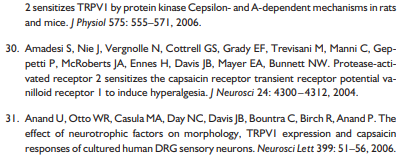 2 sensitizes TRPV1 by protein kinase Cepsilon- and A-dependent mechanisms in rats
and mice. J Physiol 575: 555–571, 2006.
30. Amadesi S, Nie J, Vergnolle N, Cottrell GS, Grady EF, Trevisani M, Manni C, Gep-
petti P, McRoberts JA, Ennes H, Davis JB, Mayer EA, Bunnett NW. Protease-acti-
vated receptor 2 sensitizes the capsaicin receptor transient receptor potential va-
nilloid receptor 1 to induce hyperalgesia. J Neurosci 24: 4300–4312, 2004.
31. Anand U, Otto WR, Casula MA, Day NC, Davis JB, Bountra C, Birch R, Anand P. The
effect of neurotrophic factors on morphology, TRPV1 expression and capsaicin
responses of cultured human DRG sensory neurons. Neurosci Lett 399: 51–56, 2006.